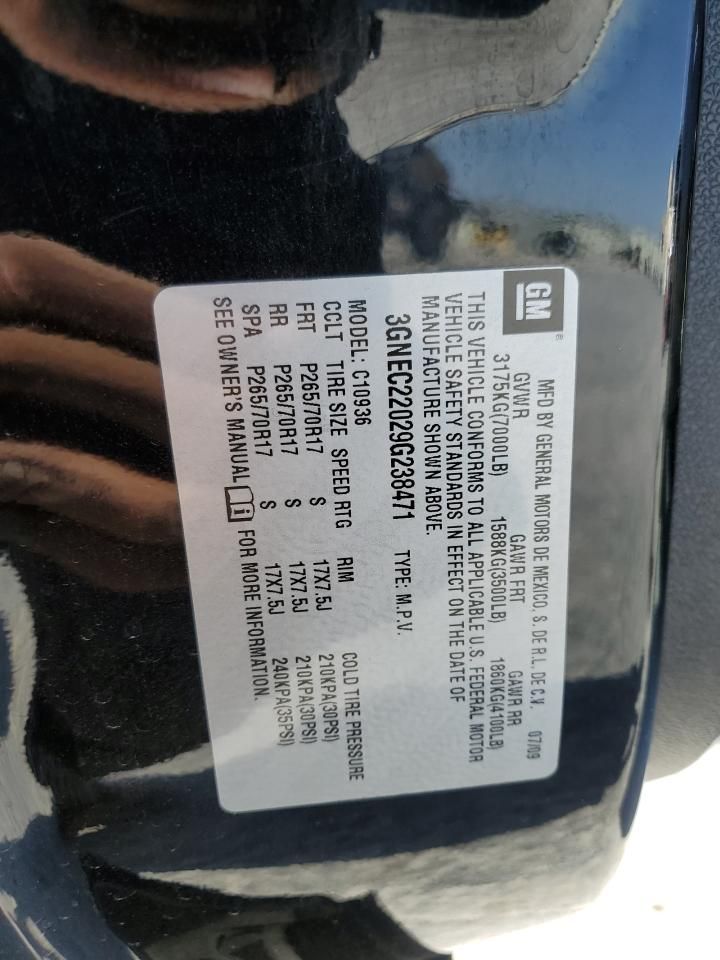 GM ®
MFD BY GENERAL MOTORS DE MEXICO, S. DE R.L. DE C.V. 07/09
GVWR GAWR FRT GAWR RR
3175KG(7000LB) 1588KG(3500LB) 1860KG(4100LB)
THIS VEHICLE CONFORMS TO ALL APPLICABLE U.S. FEDERAL MOTOR
VEHICLE SAFETY STANDARDS IN EFFECT ON THE DATE OF
MANUFACTURE SHOWN ABOVE.
3GNEC22029G238471 TYPE: M.P.V.
MODEL: C10936
CCLT TIRE SIZE SPEED RTG RIM COLD TIRE PRESSURE
FRT P265/70R17 S 17X7.5J 210KPA(30PSI)
RR P265/70R17 S 17X7.5J 210KPA(30PSI)
SPA P265/70R17 S 17X7.5J 240KPA(35PSI)
SEE OWNER'S MANUAL i FOR MORE INFORMATION.